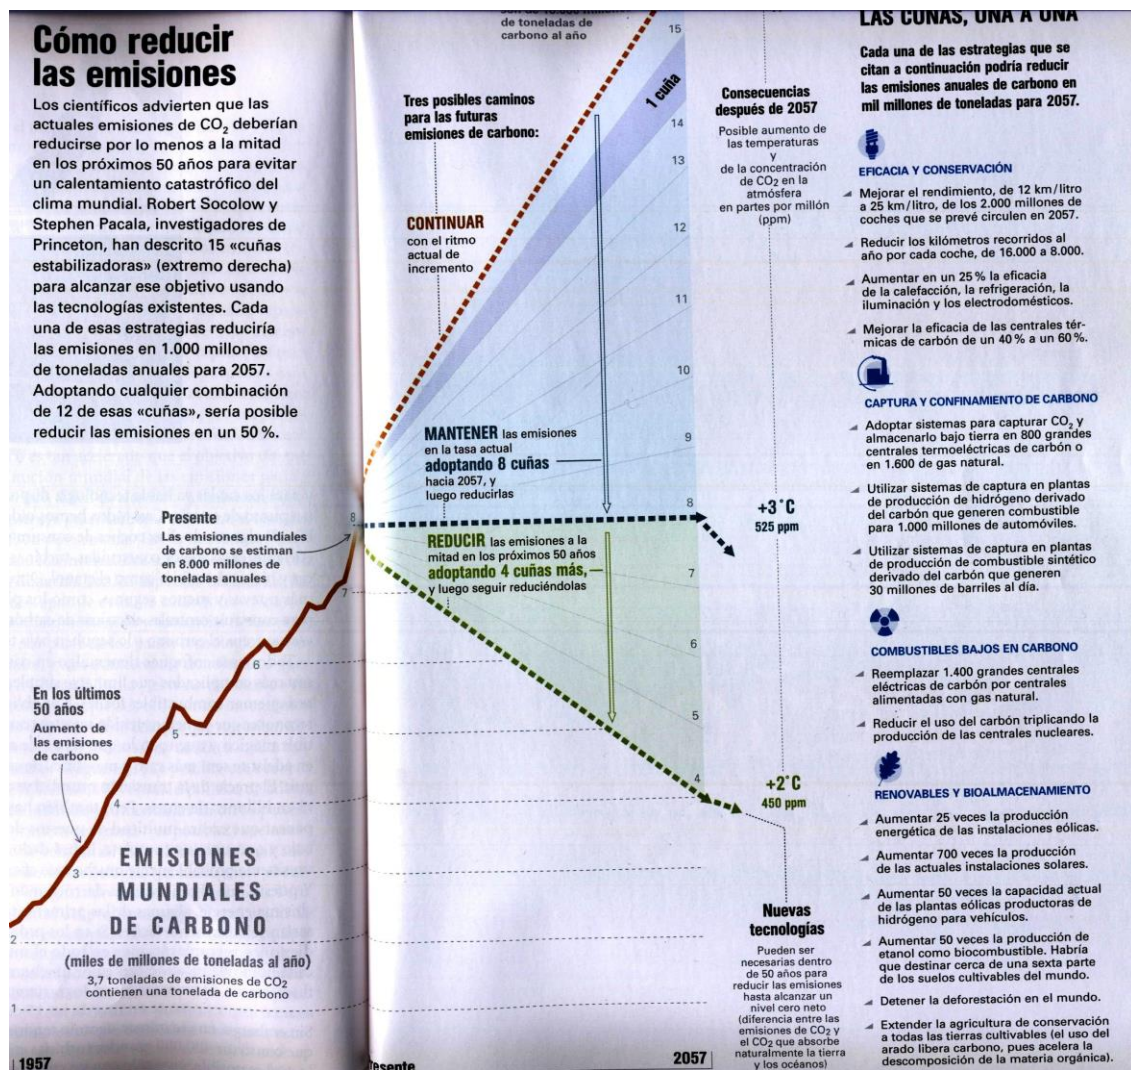 Cómo reducir
las emisiones
Los científicos advierten que las
actuales emisiones de CO₂ deberían
reducirse por lo menos a la mitad
en los próximos 50 años para evitar
un calentamiento catastrófico del
clima mundial. Robert Socolow y
Stephen Pacala, investigadores de
Princeton, han descrito 15 «cuñas
estabilizadoras» (extremo derecha)
para alcanzar ese objetivo usando
las tecnologías existentes. Cada
una de esas estrategias reduciría
las emisiones en 1.000 millones
de toneladas anuales para 2057.
Adoptando cualquier combinación
de 12 de esas «cuñas», sería posible
reducir las emisiones en un 50 %.
Presente
Las emisiones mundiales
de carbono se estiman
en 8.000 millones de
toneladas anuales
En los últimos
50 años
Aumento de
las emisiones
de carbono
8
7
6
5
4
3
2
1
EMISIONES
MUNDIALES
DE CARBONO
(miles de millones de toneladas al año)
3,7 toneladas de emisiones de CO₂
contienen una tonelada de carbono
1957
de toneladas de
carbono al año
Tres posibles caminos
para las futuras
emisiones de carbono:
CONTINUAR
con el ritmo
actual de
incremento
1 cuña
MANTENER las emisiones
en la tasa actual
adoptando 8 cuñas
hacia 2057, y
luego reducirlas
REDUCIR las emisiones a la
mitad en los próximos 50 años
adoptando 4 cuñas más,
y luego seguir reduciéndolas
15
14
13
12
11
10
9
8
7
6
5
4
Presente
2057
Consecuencias
después de 2057
Posible aumento de
las temperaturas
y
de la concentración
de CO₂ en la
atmósfera
en partes por millón
(ppm)
+3°C
525 ppm
+2°C
450 ppm
Nuevas
tecnologías
Pueden ser
necesarias dentro
de 50 años para
reducir las emisiones
hasta alcanzar un
nivel cero neto
(diferencia entre las
emisiones de CO₂ y
el CO₂ que absorbe
naturalmente la tierra
y los océanos)
LAS CUÑAS, UNA A UNA
Cada una de las estrategias que se
citan a continuación podría reducir
las emisiones anuales de carbono en
mil millones de toneladas para 2057.
EFICACIA Y CONSERVACIÓN
Mejorar el rendimiento, de 12 km/litro
a 25 km/litro, de los 2.000 millones de
coches que se prevé circulen en 2057.
Reducir los kilómetros recorridos al
año por cada coche, de 16.000 a 8.000.
Aumentar en un 25 % la eficacia
de la calefacción, la refrigeración, la
iluminación y los electrodomésticos.
Mejorar la eficacia de las centrales tér-
micas de carbón de un 40 % a un 60 %.
CAPTURA Y CONFINAMIENTO DE CARBONO
Adoptar sistemas para capturar CO₂ y
almacenarlo bajo tierra en 800 grandes
centrales termoeléctricas de carbón o
en 1.600 de gas natural.
Utilizar sistemas de captura en plantas
de producción de hidrógeno derivado
del carbón que generen combustible
para 1.000 millones de automóviles.
Utilizar sistemas de captura en plantas
de producción de combustible sintético
derivado del carbón que generen
30 millones de barriles al día.
COMBUSTIBLES BAJOS EN CARBONO
Reemplazar 1.400 grandes centrales
eléctricas de carbón por centrales
alimentadas con gas natural.
Reducir el uso del carbón triplicando la
producción de las centrales nucleares.
RENOVABLES Y BIOALMACENAMIENTO
Aumentar 25 veces la producción
energética de las instalaciones eólicas.
Aumentar 700 veces la producción
de las actuales instalaciones solares.
Aumentar 50 veces la capacidad actual
de las plantas eólicas productoras de
hidrógeno para vehículos.
Aumentar 50 veces la producción de
etanol como biocombustible. Habría
que destinar cerca de una sexta parte
de los suelos cultivables del mundo.
Detener la deforestación en el mundo.
Extender la agricultura de conservación
a todas las tierras cultivables (el uso del
arado libera carbono, pues acelera la
descomposición de la materia orgánica).